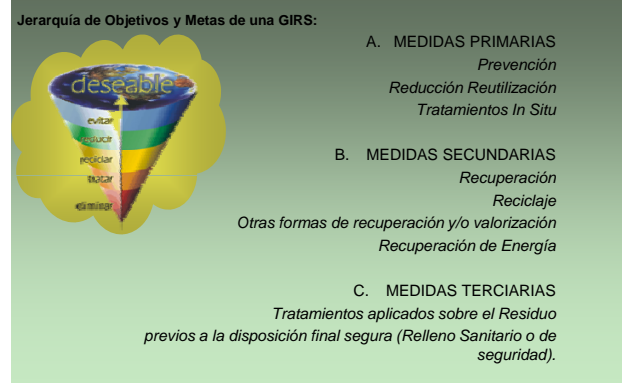 Jerarquía de Objetivos y Metas de una GIRS:
deseable
evitar
reducir
reciclar
tratar
eliminar
A. MEDIDAS PRIMARIAS
Prevención
Reducción Reutilización
Tratamientos In Situ
B. MEDIDAS SECUNDARIAS
Recuperación
Reciclaje
Otras formas de recuperación y/o valorización
Recuperación de Energía
C. MEDIDAS TERCIARIAS
Tratamientos aplicados sobre el Residuo
previos a la disposición final segura (Relleno Sanitario o de
seguridad).